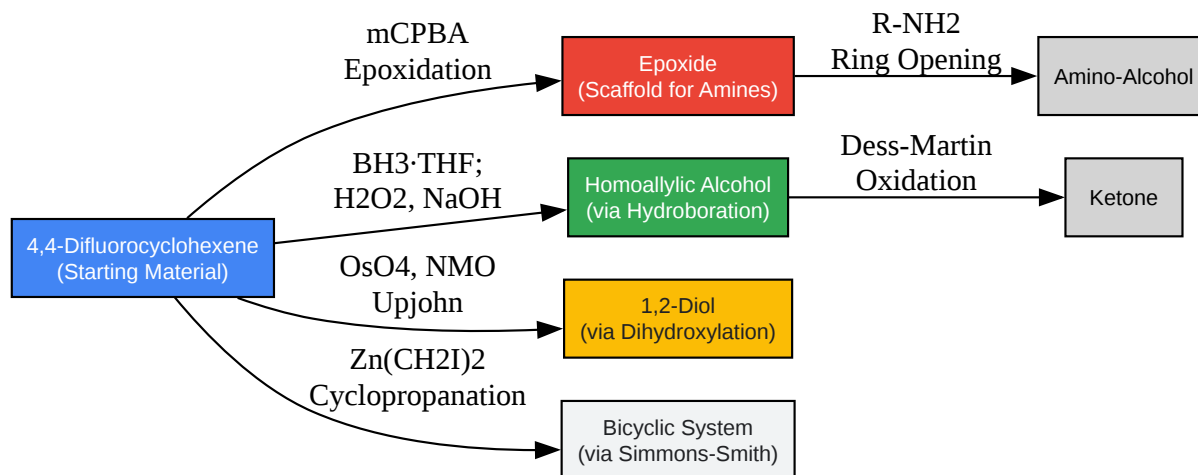 mCPBA
Epoxidation
Epoxide
(Scaffold for Amines)
R-NH2
Ring Opening
Amino-Alcohol
BH3·THF;
H2O2, NaOH
Homoallylic Alcohol
(via Hydroboration)
Dess-Martin
Oxidation
Ketone
4,4-Difluorocyclohexene
(Starting Material)
OsO4, NMO
Upjohn
1,2-Diol
(via Dihydroxylation)
Zn(CH2I)2
Cyclopropanation
Bicyclic System
(via Simmons-Smith)